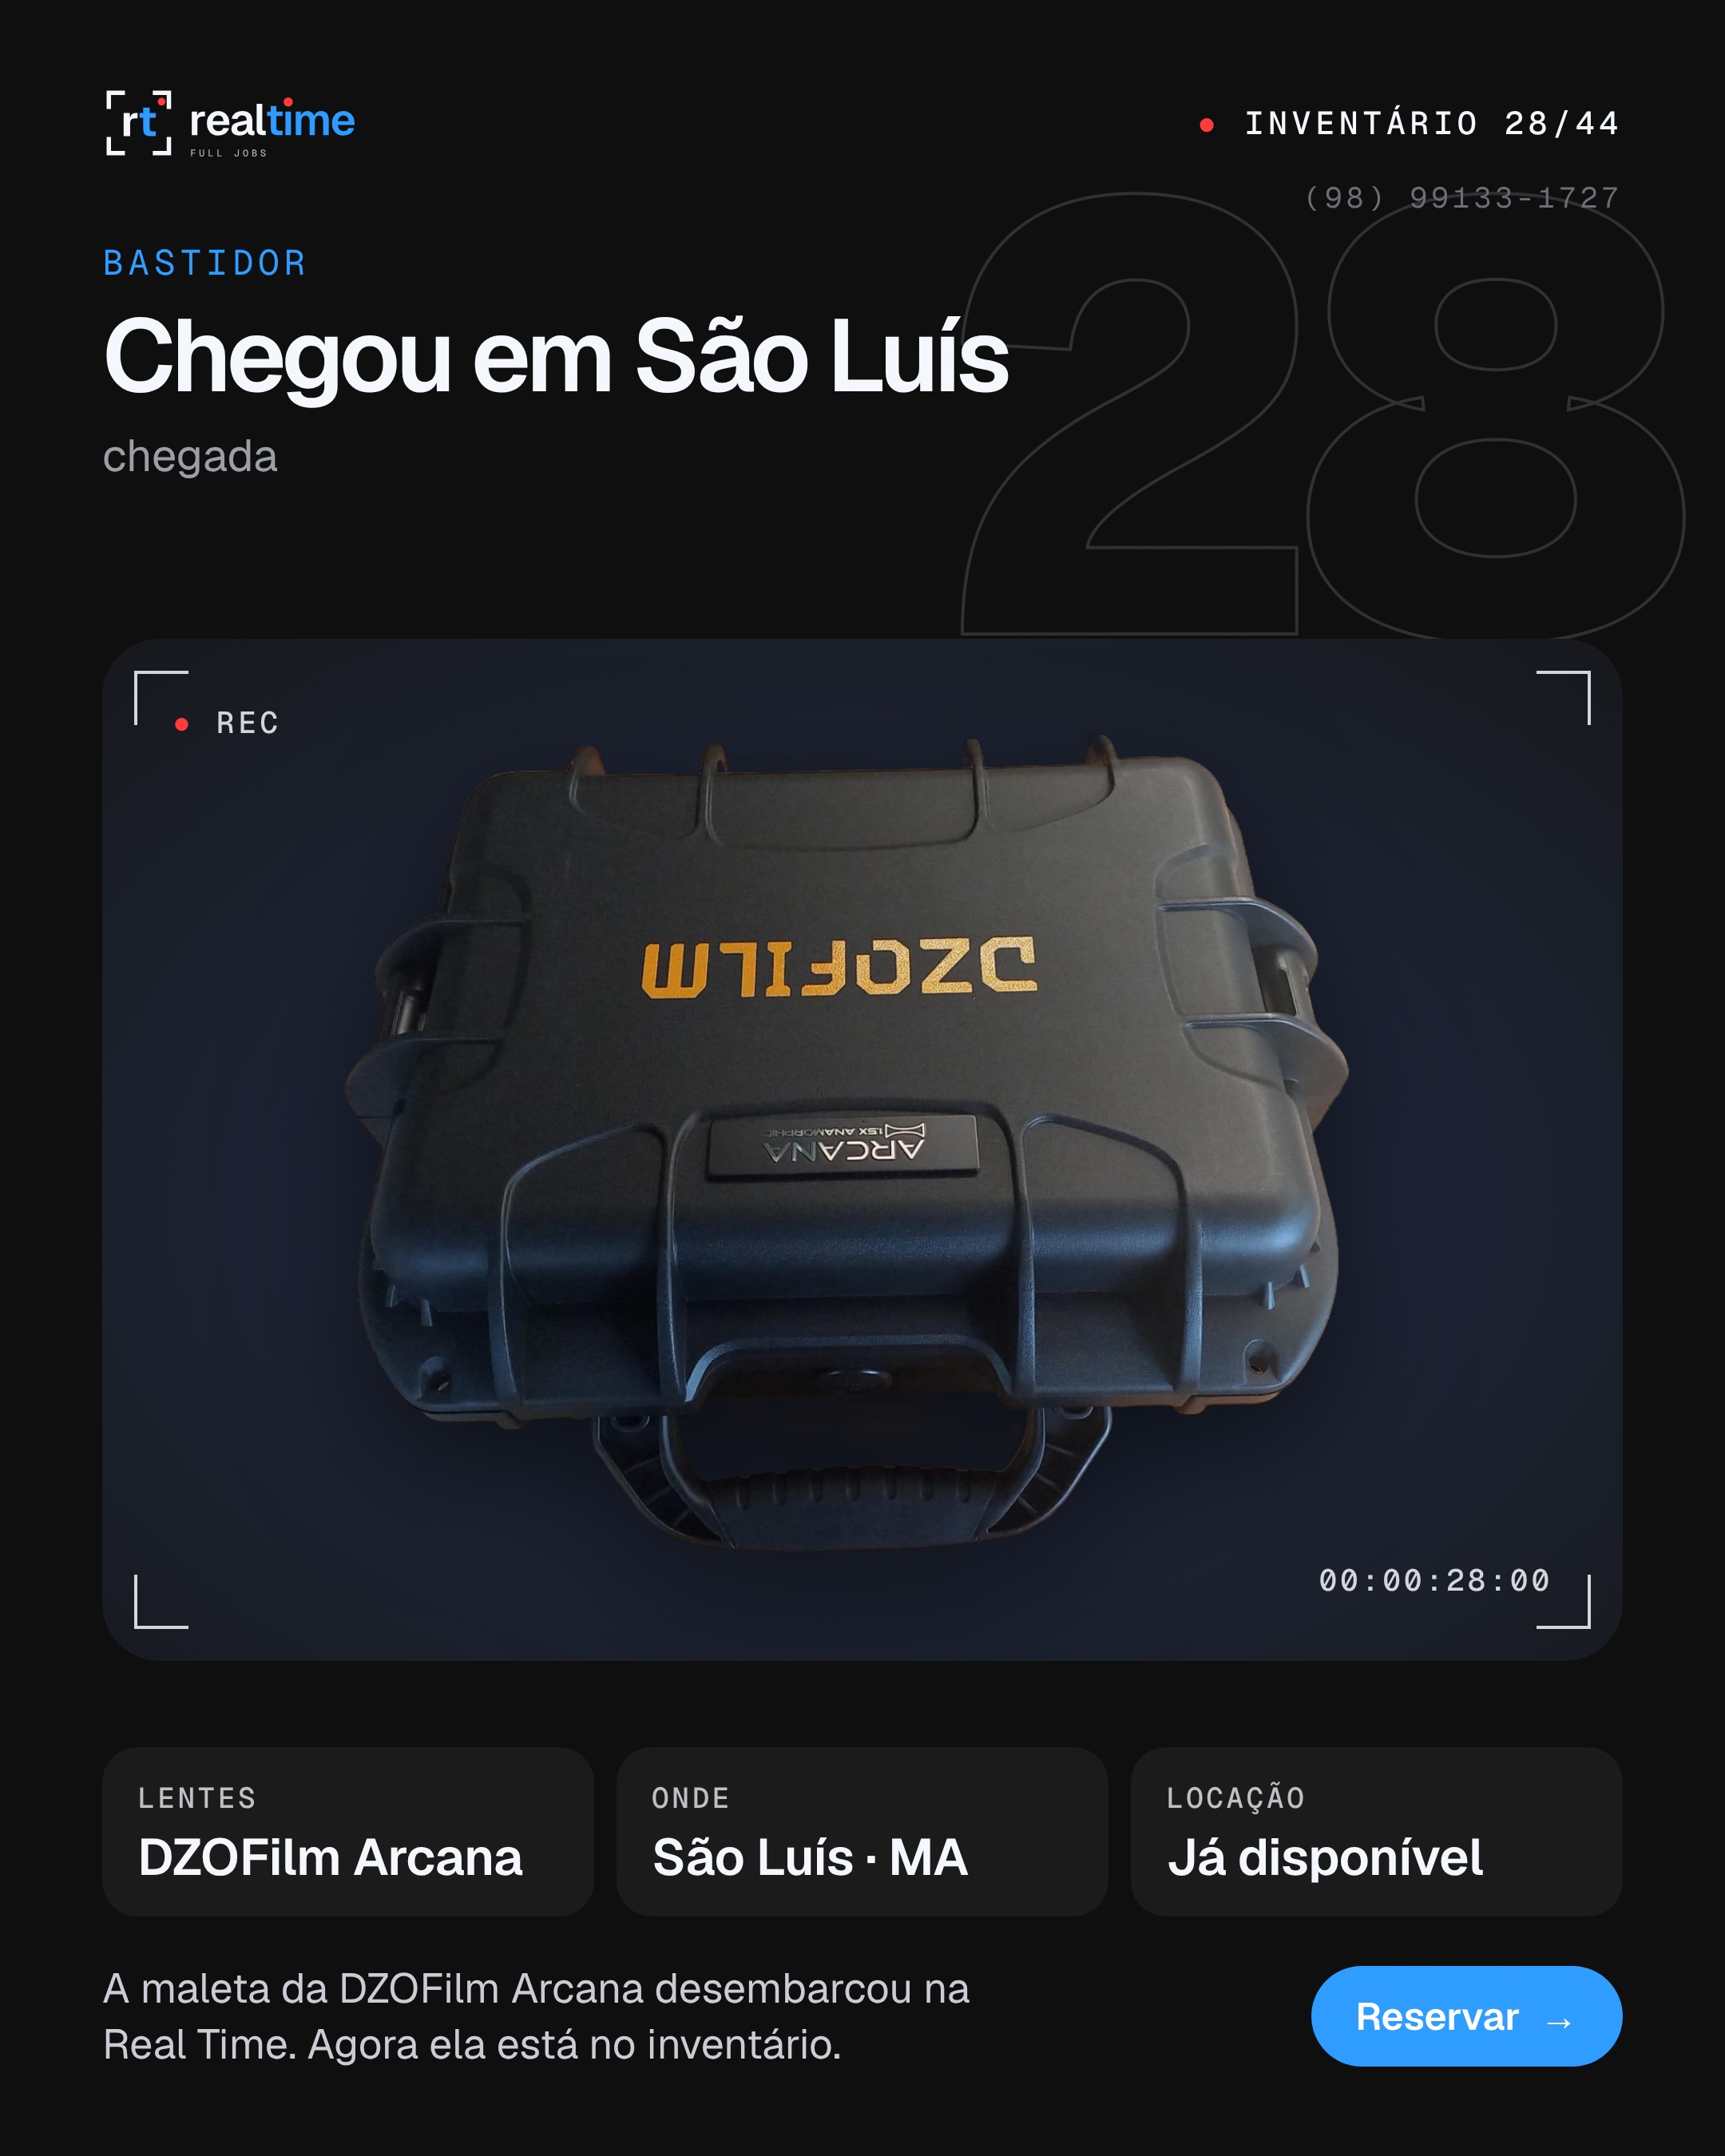 rt realtime
FULL JOBS
INVENTÁRIO 28/44
(98) 99133-1727
28
BASTIDOR
Chegou em São Luís
chegada
REC
DZOFILM
ARCANA
1.5X ANAMORPHIC
00:00:28:00
LENTES
DZOFilm Arcana
ONDE
São Luís · MA
LOCAÇÃO
Já disponível
A maleta da DZOFilm Arcana desembarcou na
Real Time. Agora ela está no inventário.
Reservar →